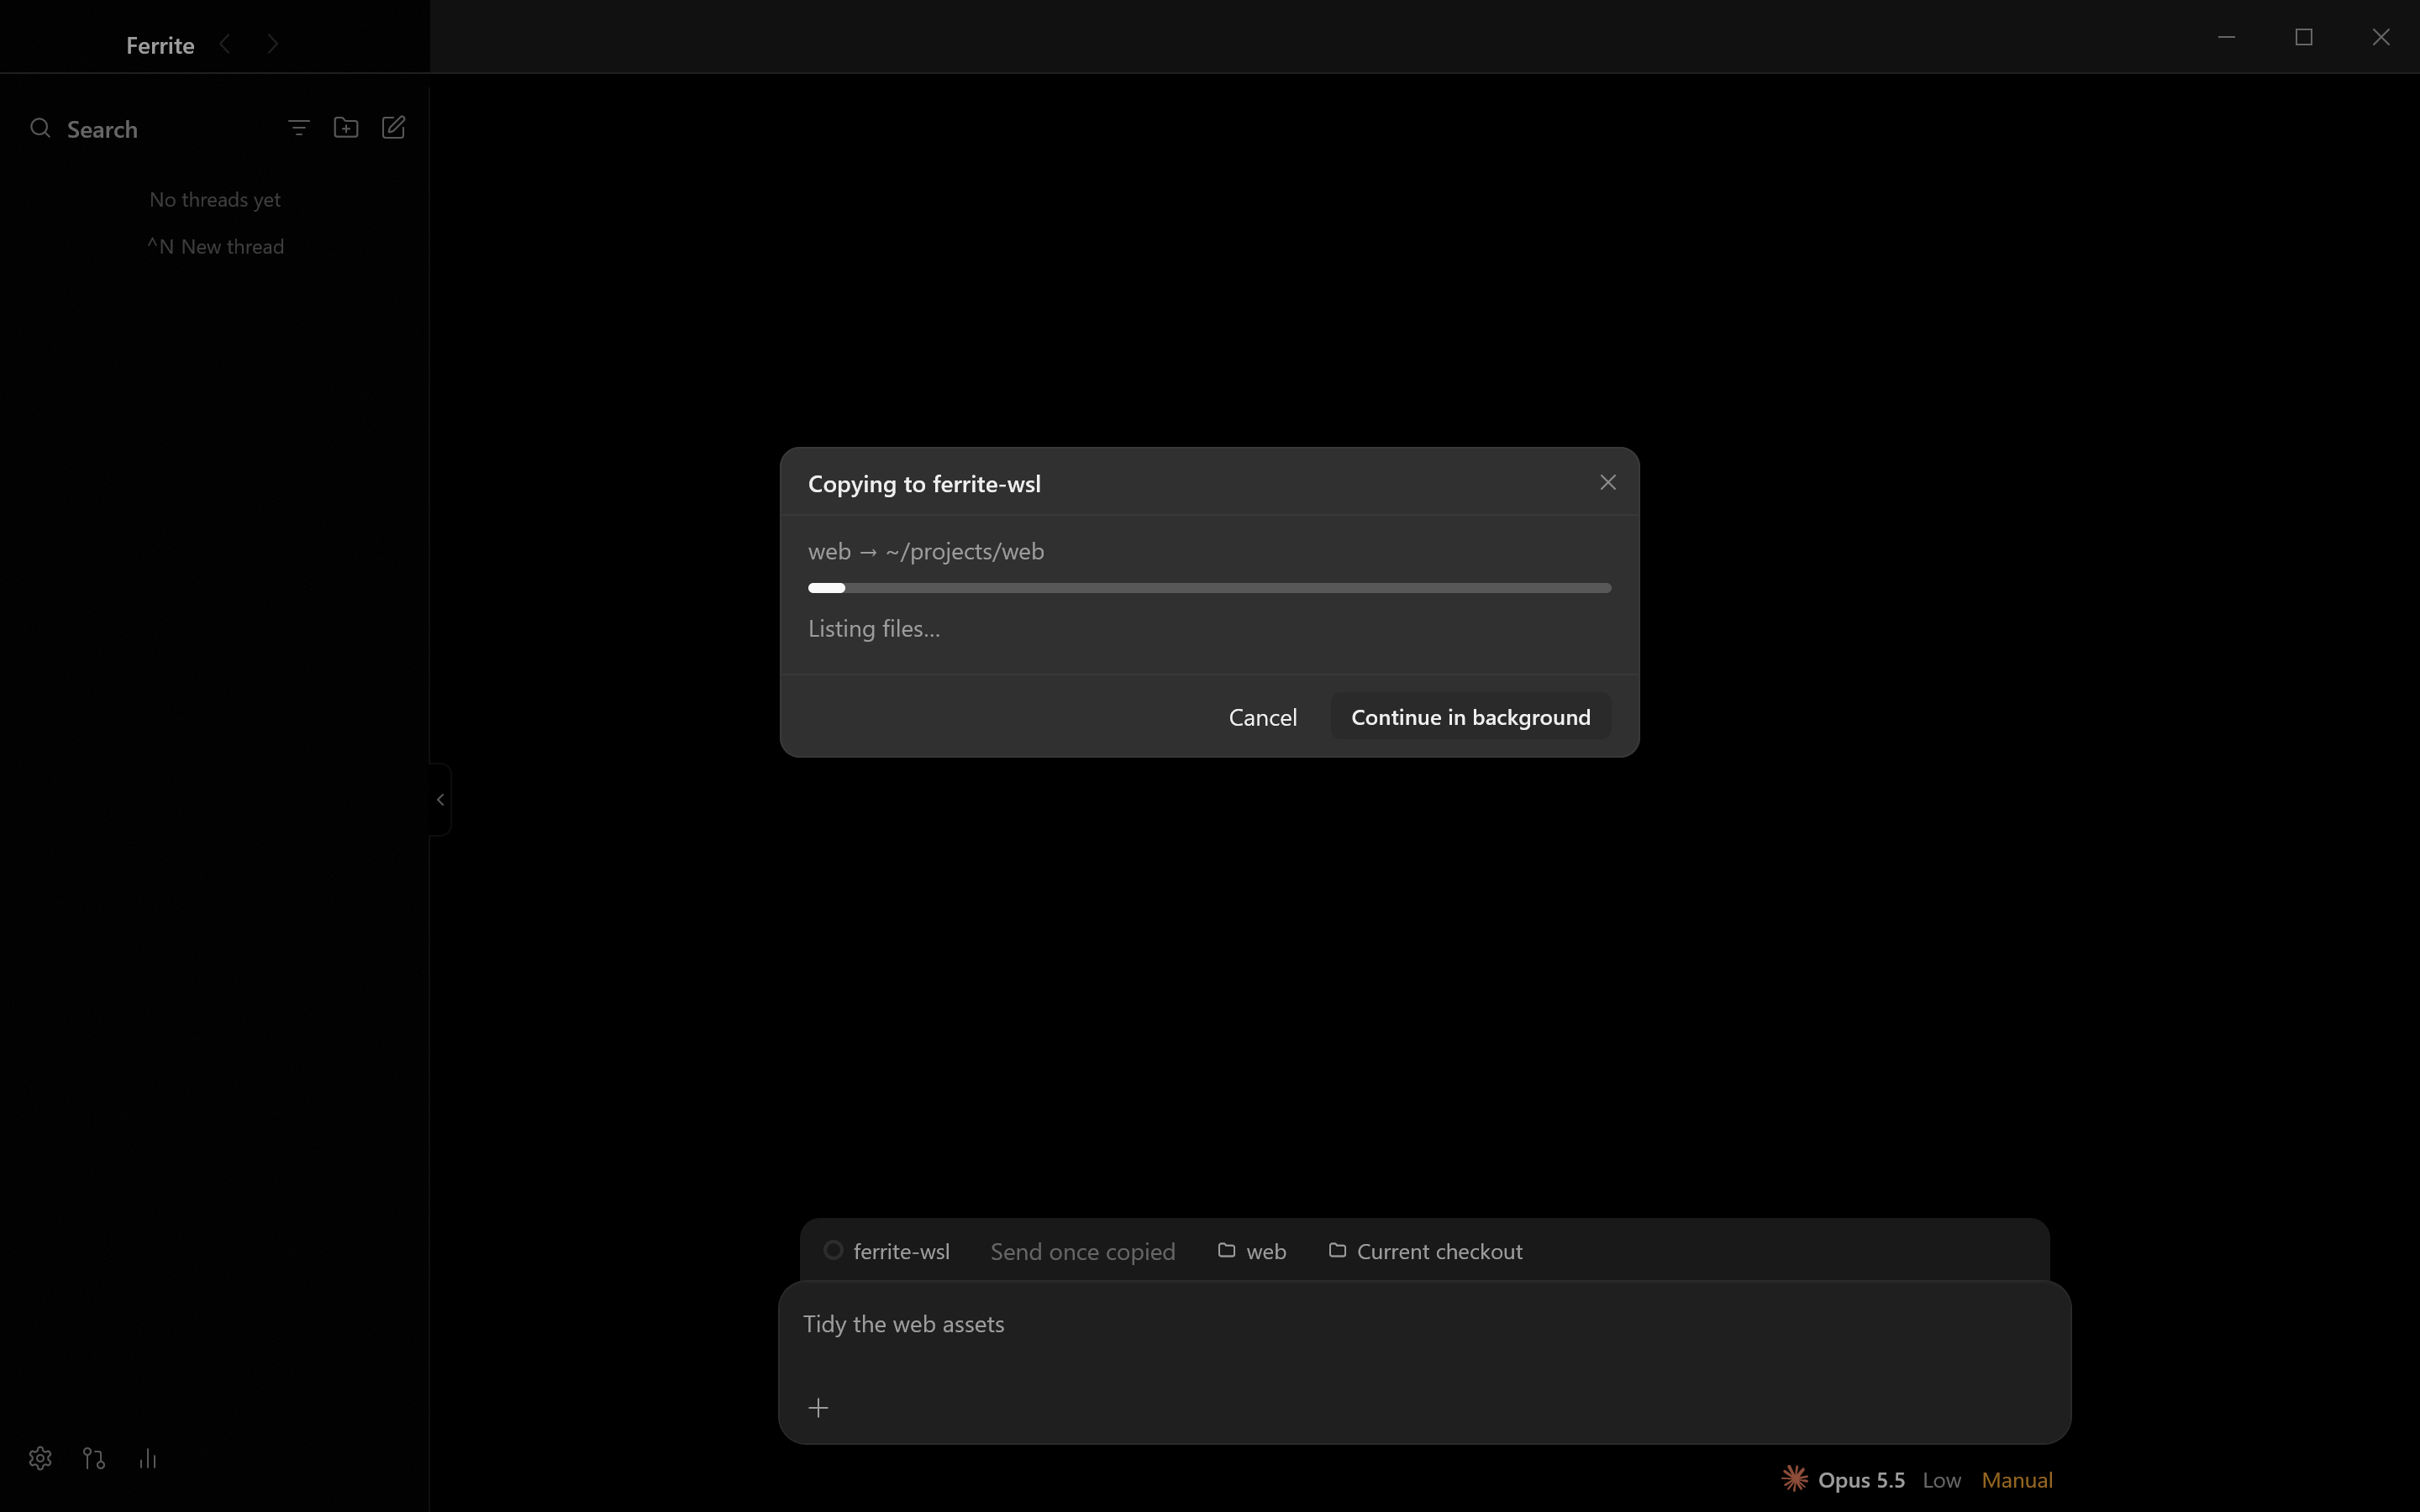 Ferrite
Search
No threads yet
^N New thread
Copying to ferrite-wsl
web → ~/projects/web
Listing files...
Cancel
Continue in background
ferrite-wsl
Send once copied
web
Current checkout
Tidy the web assets
Opus 5.5
Low
Manual